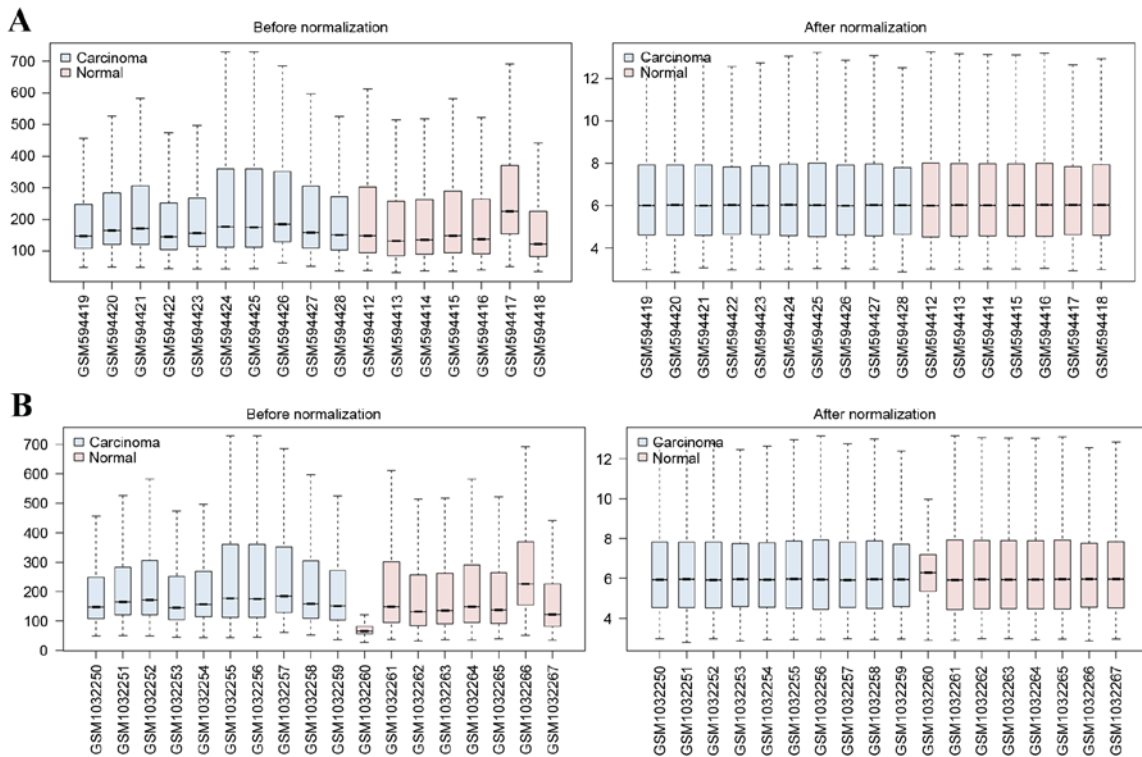 A
Before normalization
After normalization
Carcinoma
Normal
700
600
500
400
300
200
100
GSM594419
GSM594420
GSM594421
GSM594422
GSM594423
GSM594424
GSM594425
GSM594426
GSM594427
GSM594428
GSM594412
GSM594413
GSM594414
GSM594415
GSM594416
GSM594417
GSM594418
Carcinoma
Normal
12
10
8
6
4
GSM594419
GSM594420
GSM594421
GSM594422
GSM594423
GSM594424
GSM594425
GSM594426
GSM594427
GSM594428
GSM594412
GSM594413
GSM594414
GSM594415
GSM594416
GSM594417
GSM594418
B
Before normalization
After normalization
Carcinoma
Normal
700
600
500
400
300
200
100
0
GSM1032250
GSM1032251
GSM1032252
GSM1032253
GSM1032254
GSM1032255
GSM1032256
GSM1032257
GSM1032258
GSM1032259
GSM1032260
GSM1032261
GSM1032262
GSM1032263
GSM1032264
GSM1032265
GSM1032266
GSM1032267
Carcinoma
Normal
12
10
8
6
4
GSM1032250
GSM1032251
GSM1032252
GSM1032253
GSM1032254
GSM1032255
GSM1032256
GSM1032257
GSM1032258
GSM1032259
GSM1032260
GSM1032261
GSM1032262
GSM1032263
GSM1032264
GSM1032265
GSM1032266
GSM1032267